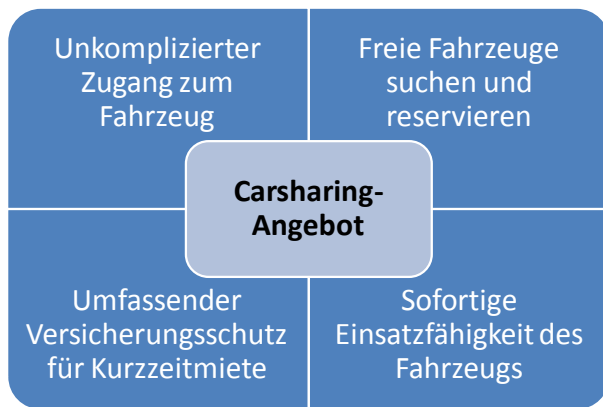 Unkomplizierter
Zugang zum
Fahrzeug
Freie Fahrzeuge
suchen und
reservieren
Carsharing-
Angebot
Umfassender
Versicherungsschutz
für Kurzzeitmiete
Sofortige
Einsatzfähigkeit des
Fahrzeugs